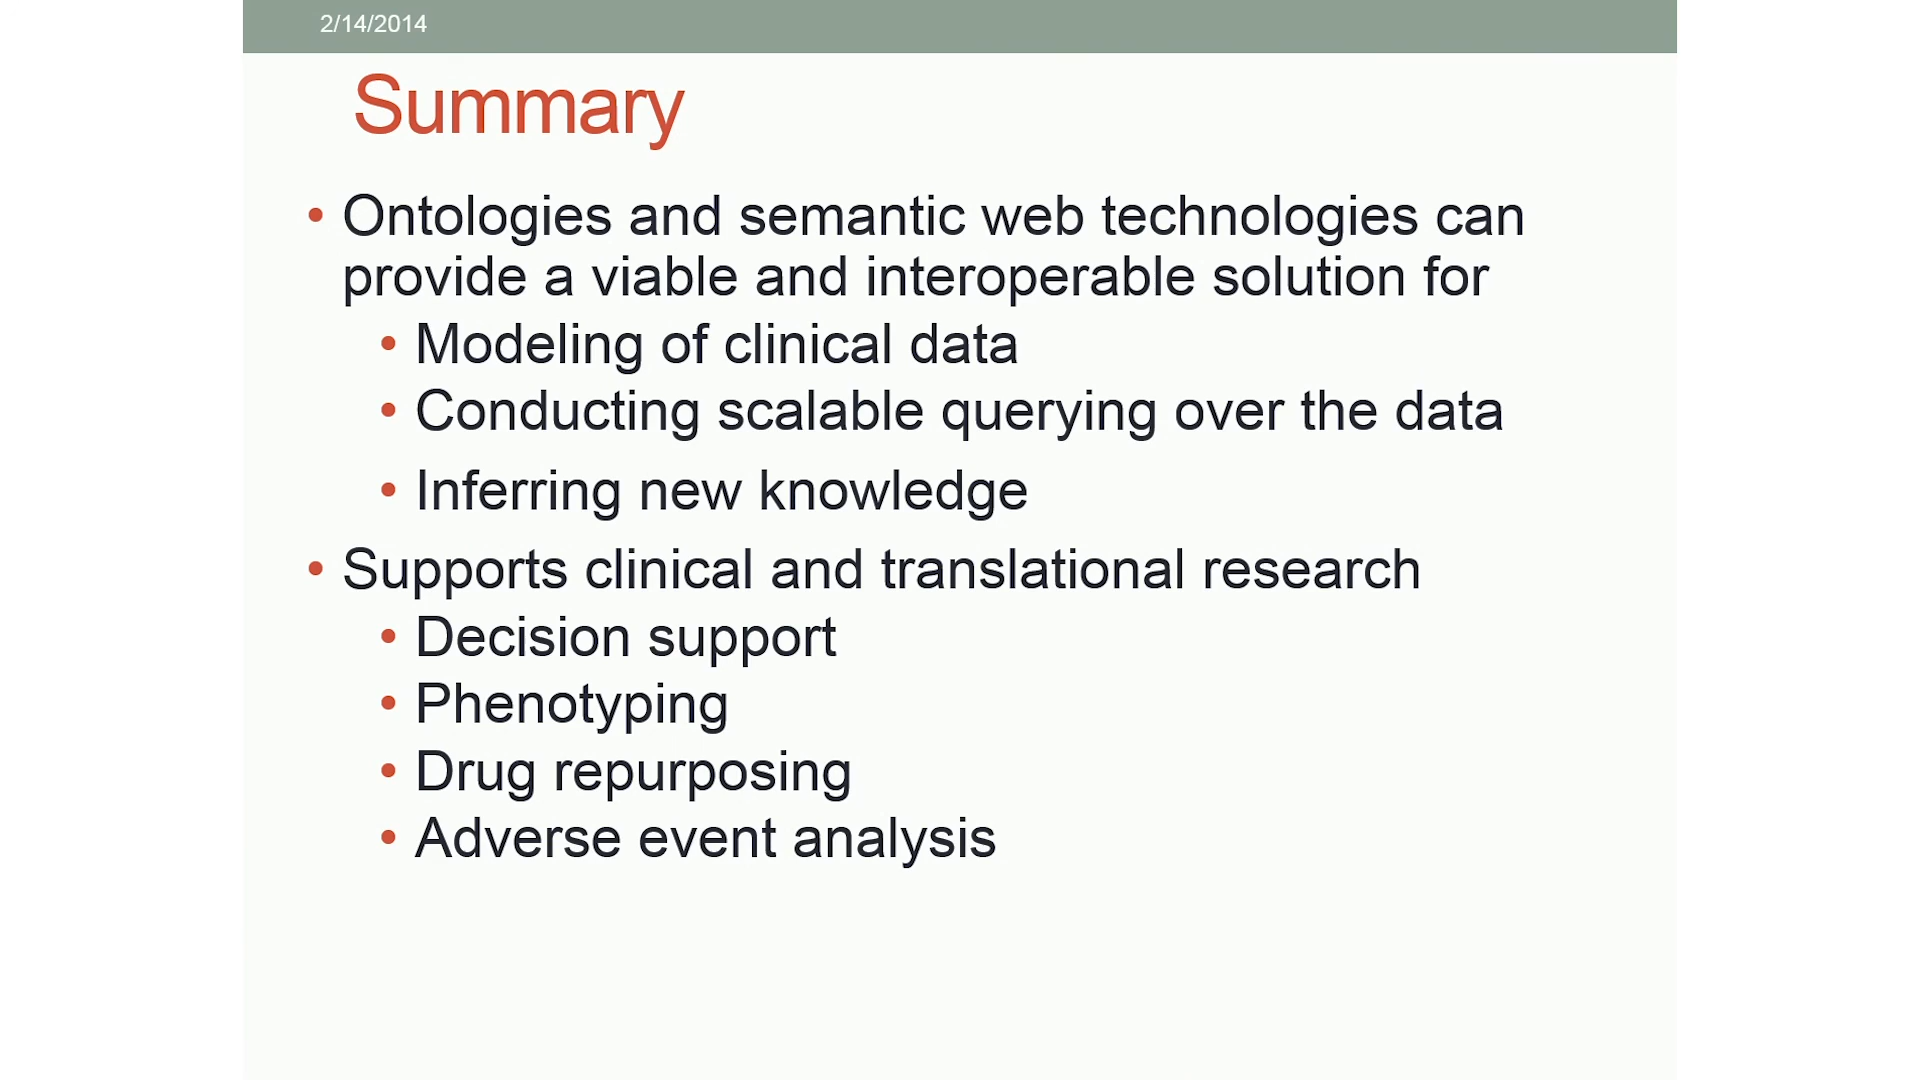 2/14/2014
Summary
• Ontologies and semantic web technologies can
provide a viable and interoperable solution for
• Modeling of clinical data
• Conducting scalable querying over the data
• Inferring new knowledge
• Supports clinical and translational research
• Decision support
• Phenotyping
• Drug repurposing
• Adverse event analysis